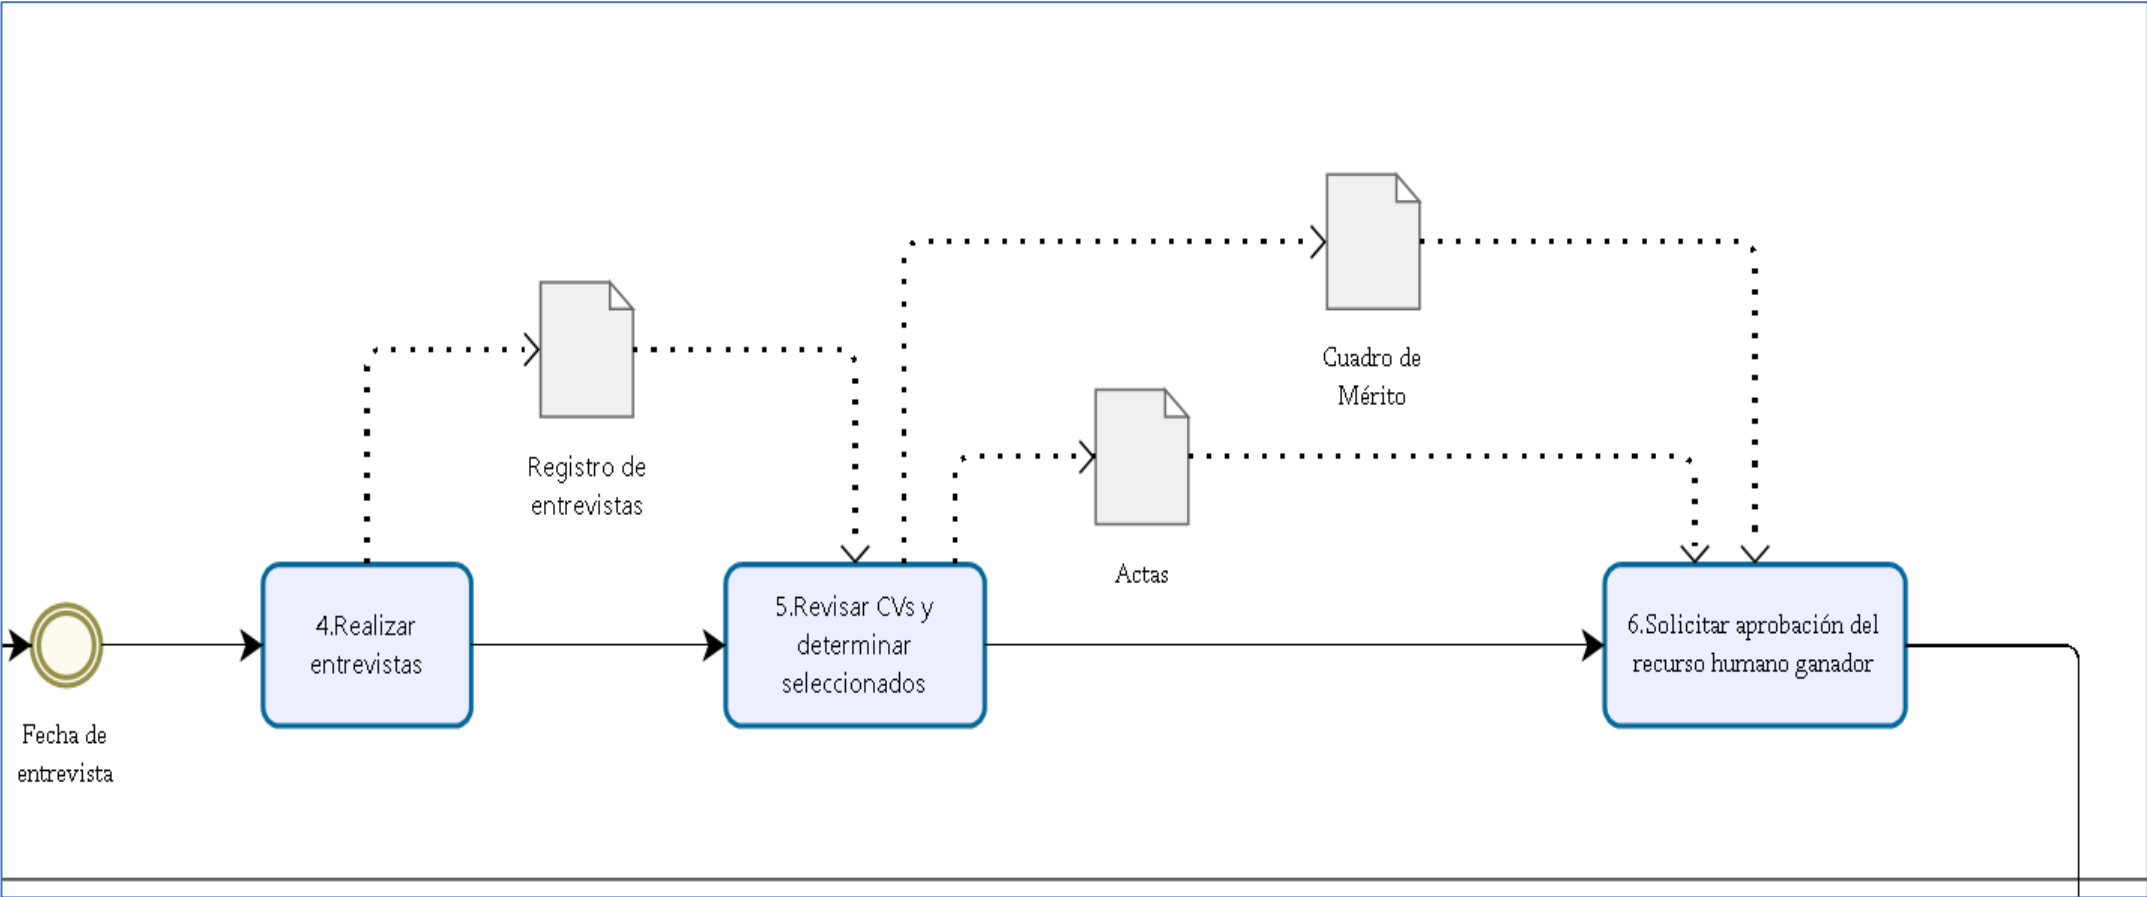 Cuadro de
Mérito
Registro de
entrevistas
Actas
Fecha de
entrevista
4.Realizar
entrevistas
5.Revisar CVs y
determinar
seleccionados
6.Solicitar aprobación del
recurso humano ganador